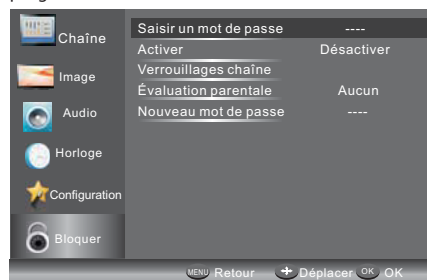 Chaîne
Image
Audio
Horloge
Configuration
Bloquer
Saisir un mot de passe ----
Activer Désactiver
Verrouillages chaîne
Évaluation parentale Aucun
Nouveau mot de passe ----
MENU Retour Déplacer OK OK